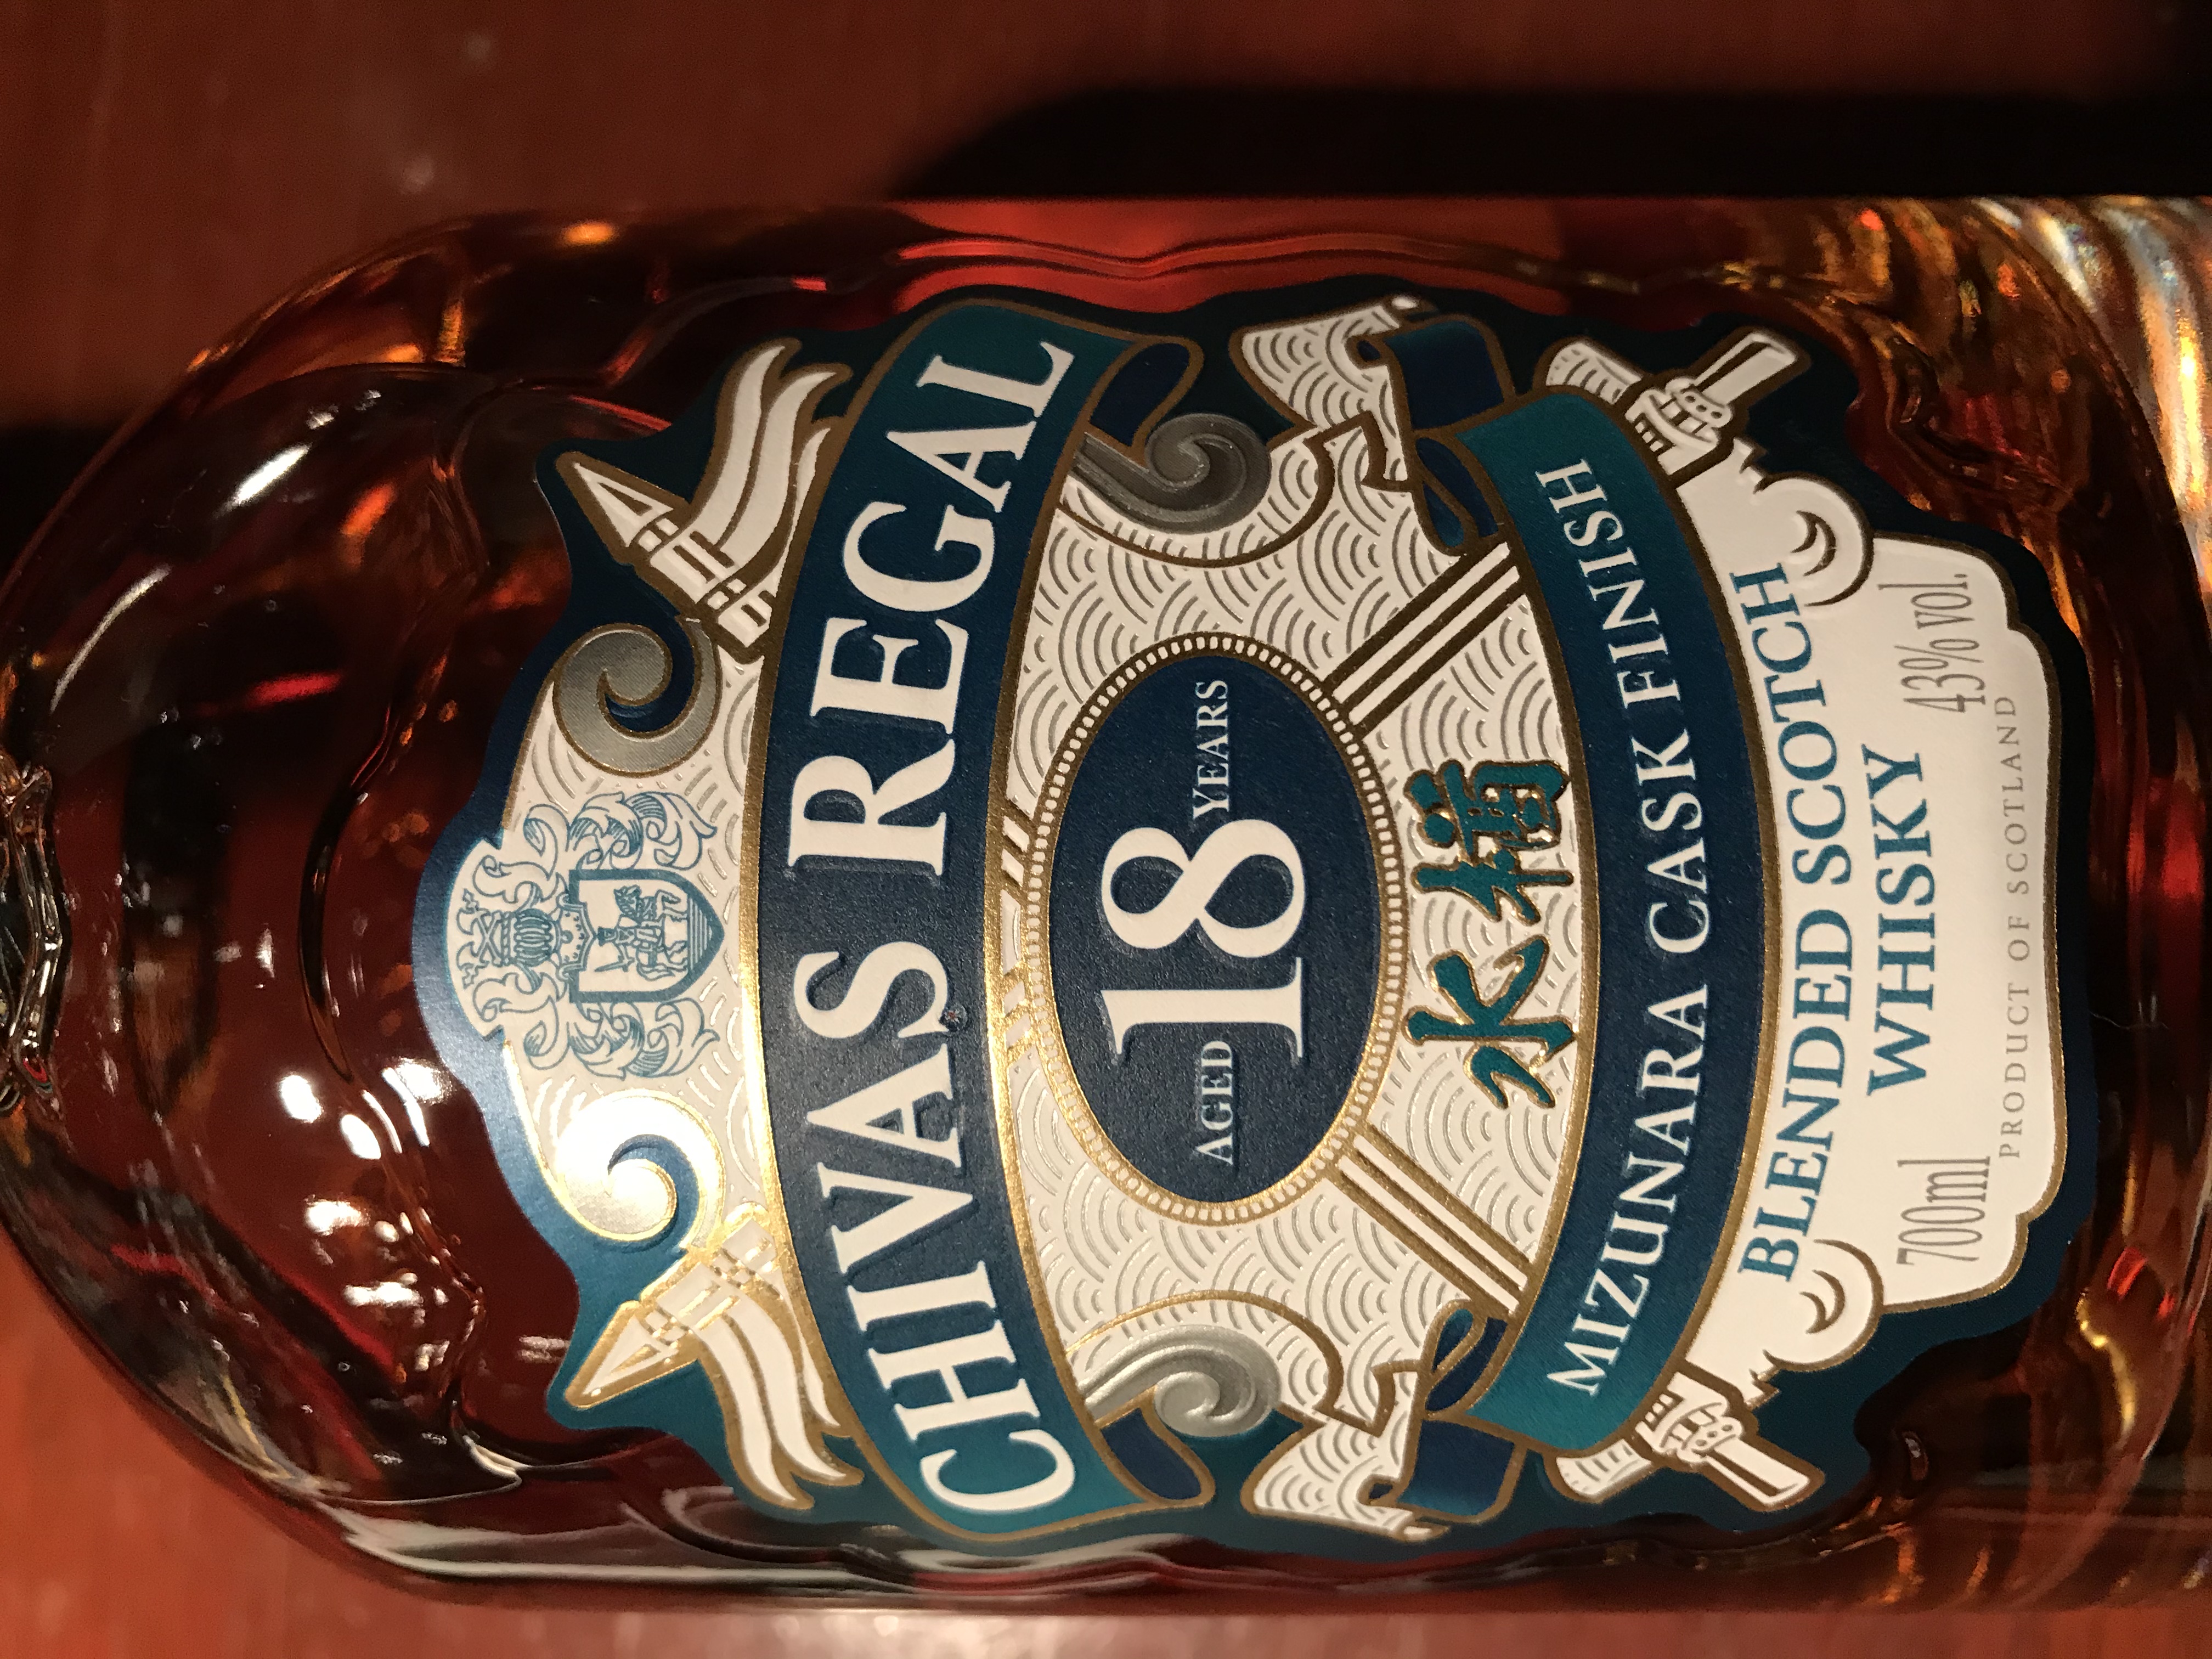 CHIVAS REGAL
AGED 18 YEARS
水楢
MIZUNARA CASK FINISH
BLENDED SCOTCH
WHISKY
700ml 43% vol.
PRODUCT OF SCOTLAND